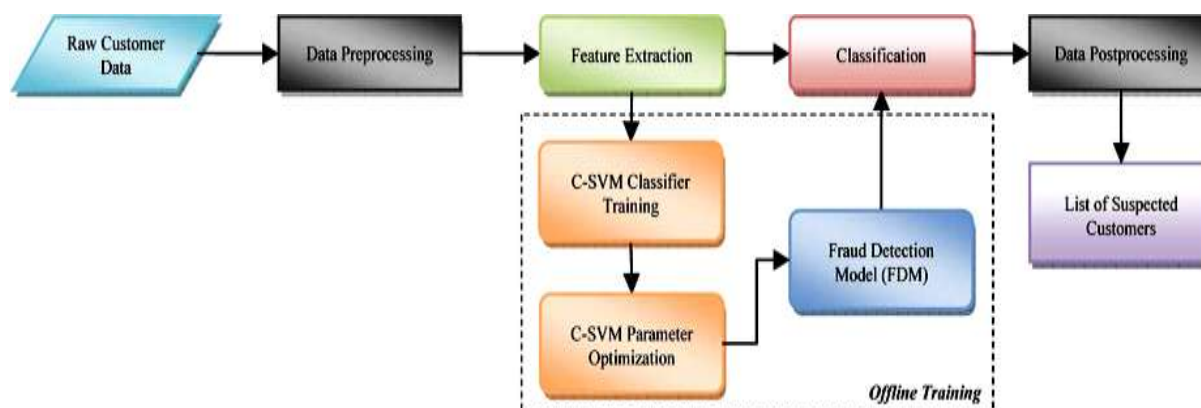 Raw Customer
Data
Data Preprocessing
Feature Extraction
Classification
Data Postprocessing
C-SVM Classifier
Training
C-SVM Parameter
Optimization
Fraud Detection
Model (FDM)
List of Suspected
Customers
Offline Training